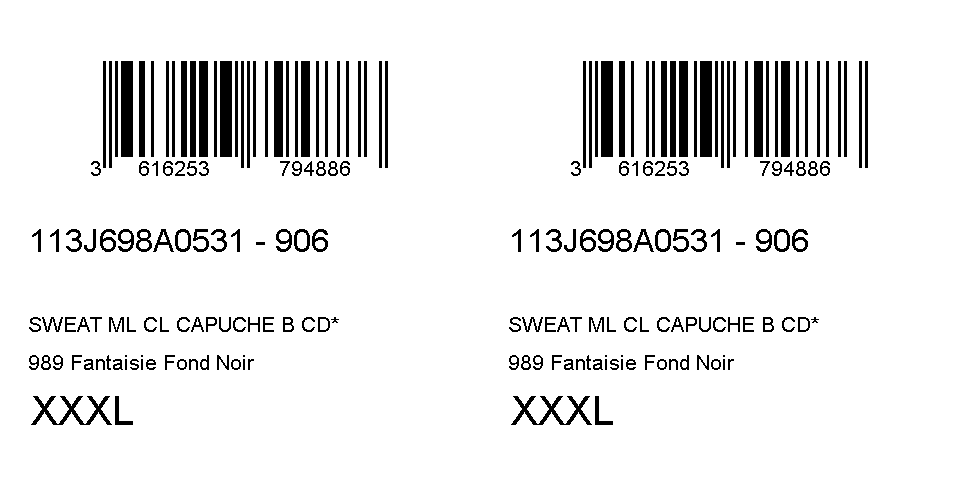 3 616253 794886
113J698A0531 - 906
SWEAT ML CL CAPUCHE B CD*
989 Fantaisie Fond Noir
XXXL
3 616253 794886
113J698A0531 - 906
SWEAT ML CL CAPUCHE B CD*
989 Fantaisie Fond Noir
XXXL